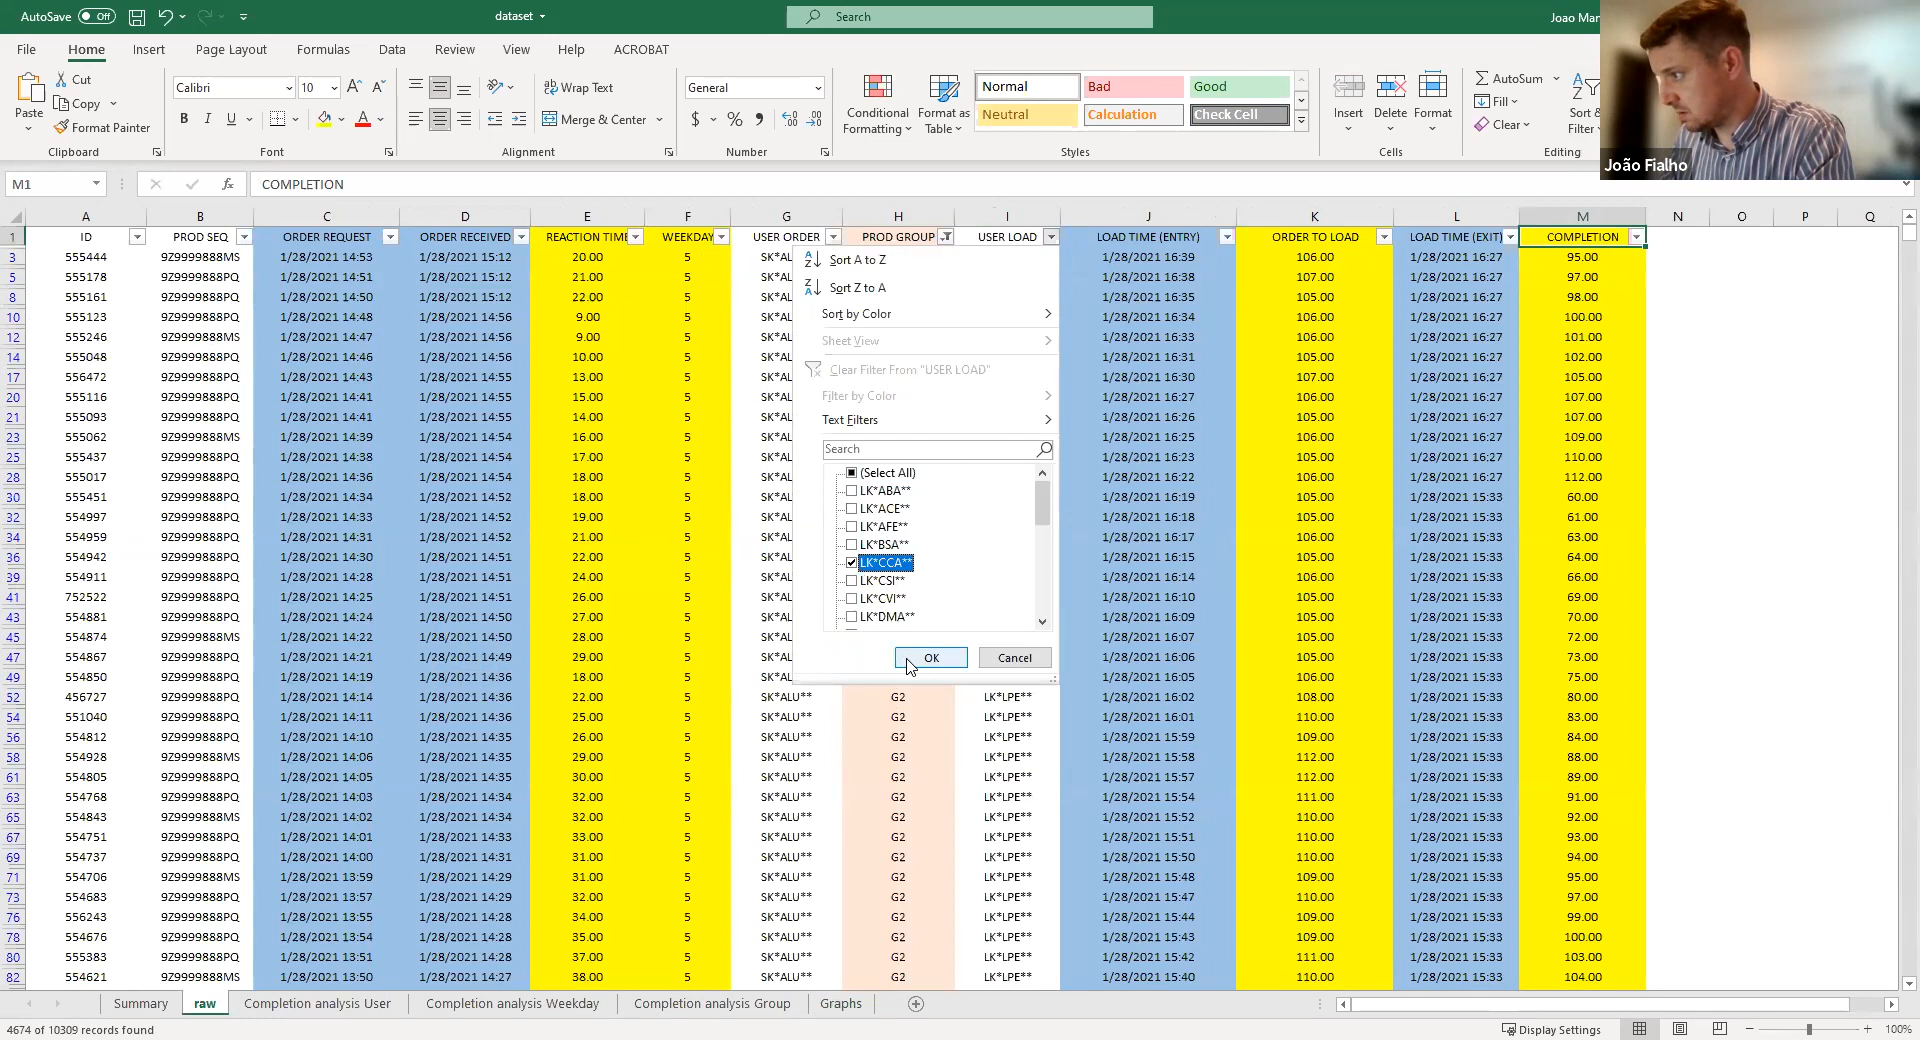 AutoSave Off dataset Search Joao Mar
File Home Insert Page Layout Formulas Data Review View Help ACROBAT
Cut Calibri 10 Wrap Text General Normal Bad Good AutoSum
Paste Copy Merge & Center Conditional Formatting Format as Table Neutral Calculation Check Cell Insert Delete Format Fill Sort & Filter
Format Painter Clear
Clipboard Font Alignment Number Styles Cells Editing
João Fialho
M1 fx COMPLETION
A B C D E F G H I J K L M N O P Q
1 ID PROD SEQ ORDER REQUEST ORDER RECEIVED REACTION TIME WEEKDAY USER ORDER PROD GROUP USER LOAD LOAD TIME (ENTRY) ORDER TO LOAD LOAD TIME (EXIT) COMPLETION
3 555444 9Z9999888MS 1/28/2021 14:53 1/28/2021 15:12 20.00 5 SK*AL 1/28/2021 16:39 106.00 1/28/2021 16:27 95.00
5 555178 9Z9999888PQ 1/28/2021 14:51 1/28/2021 15:12 21.00 5 SK*AL 1/28/2021 16:38 107.00 1/28/2021 16:27 97.00
8 555161 9Z9999888PQ 1/28/2021 14:50 1/28/2021 15:12 22.00 5 SK*AL 1/28/2021 16:35 105.00 1/28/2021 16:27 98.00
10 555123 9Z9999888PQ 1/28/2021 14:48 1/28/2021 14:56 9.00 5 SK*AL 1/28/2021 16:34 106.00 1/28/2021 16:27 100.00
12 555246 9Z9999888MS 1/28/2021 14:47 1/28/2021 14:56 9.00 5 SK*AL 1/28/2021 16:33 106.00 1/28/2021 16:27 101.00
14 555048 9Z9999888PQ 1/28/2021 14:46 1/28/2021 14:56 10.00 5 SK*AL 1/28/2021 16:31 105.00 1/28/2021 16:27 102.00
17 556472 9Z9999888PQ 1/28/2021 14:43 1/28/2021 14:55 13.00 5 SK*AL 1/28/2021 16:30 107.00 1/28/2021 16:27 105.00
20 555116 9Z9999888PQ 1/28/2021 14:41 1/28/2021 14:55 15.00 5 SK*AL 1/28/2021 16:27 106.00 1/28/2021 16:27 107.00
21 555093 9Z9999888PQ 1/28/2021 14:41 1/28/2021 14:55 14.00 5 SK*AL 1/28/2021 16:26 105.00 1/28/2021 16:27 107.00
23 555062 9Z9999888MS 1/28/2021 14:39 1/28/2021 14:54 16.00 5 SK*AL 1/28/2021 16:25 106.00 1/28/2021 16:27 109.00
25 555437 9Z9999888PQ 1/28/2021 14:38 1/28/2021 14:54 17.00 5 SK*AL 1/28/2021 16:23 105.00 1/28/2021 16:27 110.00
28 555017 9Z9999888MS 1/28/2021 14:36 1/28/2021 14:54 18.00 5 SK*AL 1/28/2021 16:22 106.00 1/28/2021 16:27 112.00
30 555451 9Z9999888PQ 1/28/2021 14:34 1/28/2021 14:52 18.00 5 SK*AL 1/28/2021 16:19 105.00 1/28/2021 15:33 60.00
32 554997 9Z9999888PQ 1/28/2021 14:33 1/28/2021 14:52 19.00 5 SK*AL 1/28/2021 16:18 105.00 1/28/2021 15:33 61.00
34 554959 9Z9999888PQ 1/28/2021 14:31 1/28/2021 14:52 21.00 5 SK*AL 1/28/2021 16:17 106.00 1/28/2021 15:33 63.00
36 554942 9Z9999888PQ 1/28/2021 14:30 1/28/2021 14:51 22.00 5 SK*AL 1/28/2021 16:15 105.00 1/28/2021 15:33 64.00
39 554911 9Z9999888PQ 1/28/2021 14:28 1/28/2021 14:51 24.00 5 SK*AL 1/28/2021 16:14 106.00 1/28/2021 15:33 66.00
41 752522 9Z9999888PQ 1/28/2021 14:25 1/28/2021 14:51 26.00 5 SK*AL 1/28/2021 16:10 105.00 1/28/2021 15:33 69.00
43 554881 9Z9999888PQ 1/28/2021 14:24 1/28/2021 14:50 27.00 5 SK*AL 1/28/2021 16:09 105.00 1/28/2021 15:33 70.00
45 554874 9Z9999888MS 1/28/2021 14:22 1/28/2021 14:50 28.00 5 SK*AL 1/28/2021 16:07 105.00 1/28/2021 15:33 72.00
47 554867 9Z9999888PQ 1/28/2021 14:21 1/28/2021 14:49 29.00 5 SK*AL 1/28/2021 16:06 105.00 1/28/2021 15:33 73.00
49 554850 9Z9999888PQ 1/28/2021 14:19 1/28/2021 14:36 18.00 5 SK*AL 1/28/2021 16:05 106.00 1/28/2021 15:33 75.00
52 456727 9Z9999888PQ 1/28/2021 14:14 1/28/2021 14:36 22.00 5 SK*ALU** G2 LK*LPE** 1/28/2021 16:02 108.00 1/28/2021 15:33 80.00
54 551040 9Z9999888PQ 1/28/2021 14:11 1/28/2021 14:36 25.00 5 SK*ALU** G2 LK*LPE** 1/28/2021 16:01 110.00 1/28/2021 15:33 83.00
56 554812 9Z9999888PQ 1/28/2021 14:10 1/28/2021 14:35 26.00 5 SK*ALU** G2 LK*LPE** 1/28/2021 15:59 109.00 1/28/2021 15:33 84.00
58 554928 9Z9999888MS 1/28/2021 14:06 1/28/2021 14:35 29.00 5 SK*ALU** G2 LK*LPE** 1/28/2021 15:58 112.00 1/28/2021 15:33 88.00
61 554805 9Z9999888PQ 1/28/2021 14:05 1/28/2021 14:35 30.00 5 SK*ALU** G2 LK*LPE** 1/28/2021 15:57 112.00 1/28/2021 15:33 89.00
63 554768 9Z9999888PQ 1/28/2021 14:03 1/28/2021 14:34 32.00 5 SK*ALU** G2 LK*LPE** 1/28/2021 15:54 111.00 1/28/2021 15:33 91.00
65 554843 9Z9999888MS 1/28/2021 14:02 1/28/2021 14:34 32.00 5 SK*ALU** G2 LK*LPE** 1/28/2021 15:52 110.00 1/28/2021 15:33 92.00
67 554751 9Z9999888PQ 1/28/2021 14:01 1/28/2021 14:33 33.00 5 SK*ALU** G2 LK*LPE** 1/28/2021 15:51 110.00 1/28/2021 15:33 93.00
69 554737 9Z9999888PQ 1/28/2021 14:00 1/28/2021 14:31 31.00 5 SK*ALU** G2 LK*LPE** 1/28/2021 15:50 110.00 1/28/2021 15:33 94.00
71 554706 9Z9999888MS 1/28/2021 13:59 1/28/2021 14:29 31.00 5 SK*ALU** G2 LK*LPE** 1/28/2021 15:48 109.00 1/28/2021 15:33 95.00
73 554683 9Z9999888PQ 1/28/2021 13:57 1/28/2021 14:29 32.00 5 SK*ALU** G2 LK*LPE** 1/28/2021 15:47 110.00 1/28/2021 15:33 97.00
76 556243 9Z9999888PQ 1/28/2021 13:55 1/28/2021 14:28 34.00 5 SK*ALU** G2 LK*LPE** 1/28/2021 15:44 109.00 1/28/2021 15:33 99.00
78 554676 9Z9999888PQ 1/28/2021 13:54 1/28/2021 14:28 35.00 5 SK*ALU** G2 LK*LPE** 1/28/2021 15:43 109.00 1/28/2021 15:33 100.00
80 555383 9Z9999888PQ 1/28/2021 13:51 1/28/2021 14:28 37.00 5 SK*ALU** G2 LK*LPE** 1/28/2021 15:42 111.00 1/28/2021 15:33 103.00
82 554621 9Z9999888MS 1/28/2021 13:50 1/28/2021 14:27 38.00 5 SK*ALU** G2 LK*LPE** 1/28/2021 15:40 110.00 1/28/2021 15:33 104.00
Sort A to Z
Sort Z to A
Sort by Color
Sheet View
Clear Filter From "USER LOAD"
Filter by Color
Text Filters
Search
(Select All)
LK*ABA**
LK*ACE**
LK*AFE**
LK*BSA**
LK*CCA**
LK*CSI**
LK*CVI**
LK*DMA**
OK Cancel
Summary raw Completion analysis User Completion analysis Weekday Completion analysis Group Graphs
4674 of 10309 records found Display Settings 100%